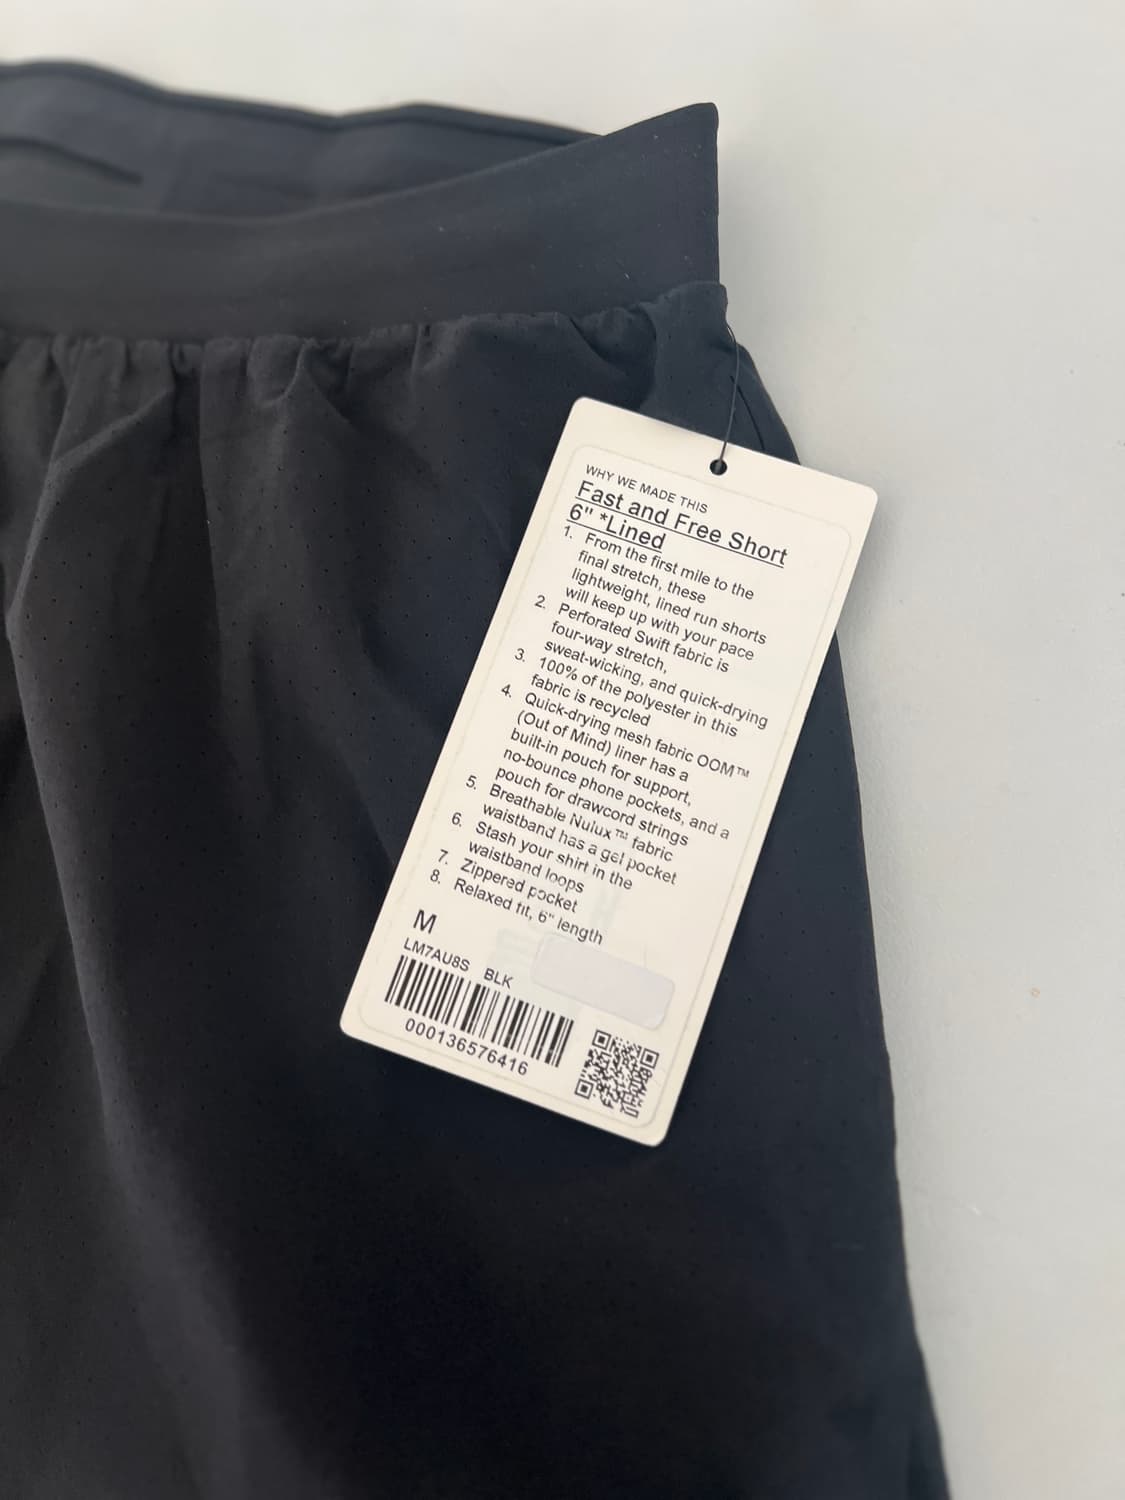 WHY WE MADE THIS
Fast and Free Short
6" *Lined
1. From the first mile to the
final stretch, these
lightweight, lined run shorts
will keep up with your pace
2. Perforated Swift fabric is
four-way stretch,
sweat-wicking, and quick-drying
3. 100% of the polyester in this
fabric is recycled
4. Quick-drying mesh fabric OOM™
(Out of Mind) liner has a
built-in pouch for support,
no-bounce phone pockets, and a
pouch for drawcord strings
5. Breathable Nulux™ fabric
waistband has a gel pocket
6. Stash your shirt in the
waistband loops
7. Zippered pocket
8. Relaxed fit, 6" length
M
LM7AU8S BLK
000136576416